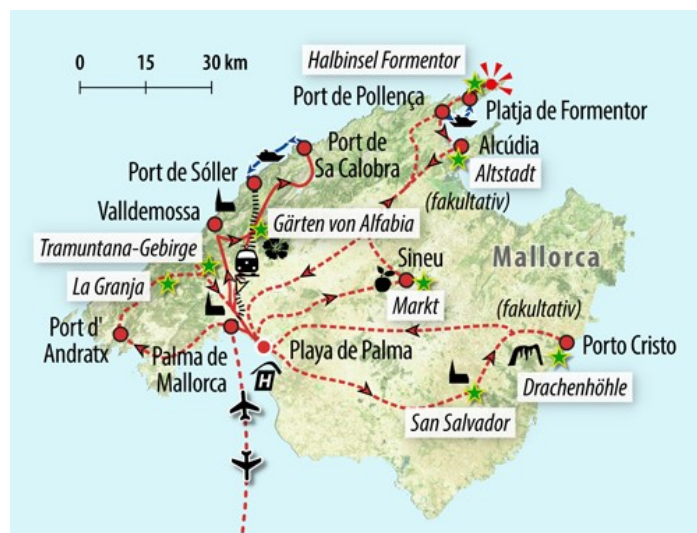 0 15 30 km
Halbinsel Formentor
Port de Pollença
Platja de Formentor
Port de
Sa Calobra
Alcúdia
Altstadt
Port de Sóller
(fakultativ)
Valldemossa
Gärten von Alfabia
Mallorca
Tramuntana-Gebirge
Sineu
La Granja
Markt
(fakultativ)
Port d'
Andratx
Palma de
Mallorca
Playa de Palma
Porto Cristo
H
Drachenhöhle
San Salvador